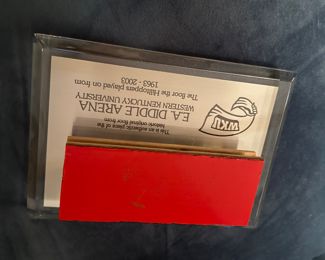 This is an authentic piece of the
historic original floor from
E.A. DIDDLE ARENA
WESTERN KENTUCKY UNIVERSITY
The floor the Hilltoppers played on from
1963 - 2003
WKU